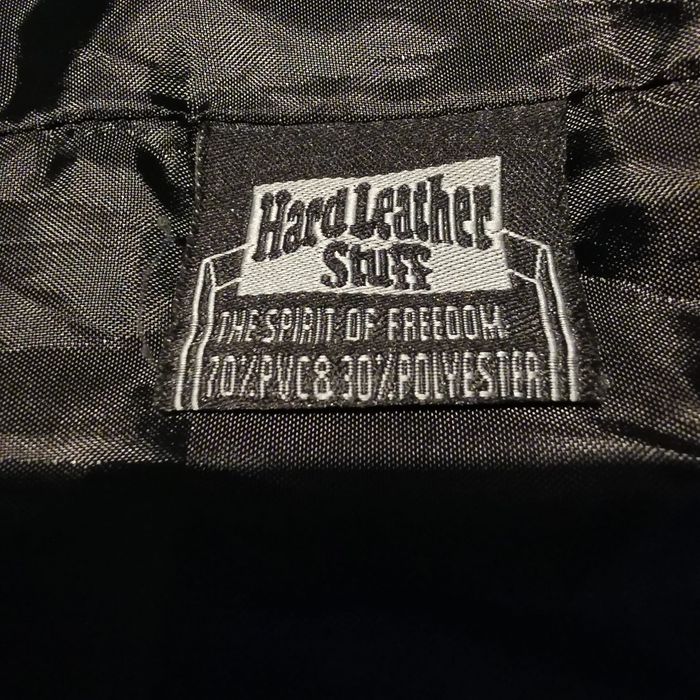 Hard Leather
Stuff
THE SPIRIT OF FREEDOM
70% PVC& 30% POLYESTER